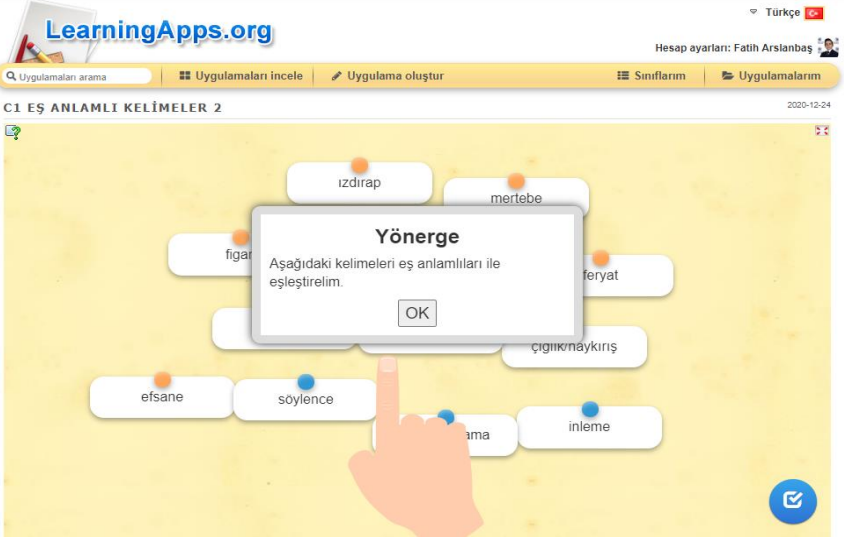 Türkçe
LearningApps.org
Hesap ayarları: Fatih Arslanbaş
Uygulamaları arama
Uygulamaları incele
Uygulama oluştur
Sınıflarım
Uygulamalarım
C1 EŞ ANLAMLI KELİMELER 2
2020-12-24
ızdırap
mertebe
Yönerge
Aşağıdaki kelimeleri eş anlamlıları ile
eşleştirelim.
OK
feryat
çığlık/haykırış
efsane
söylence
inleme